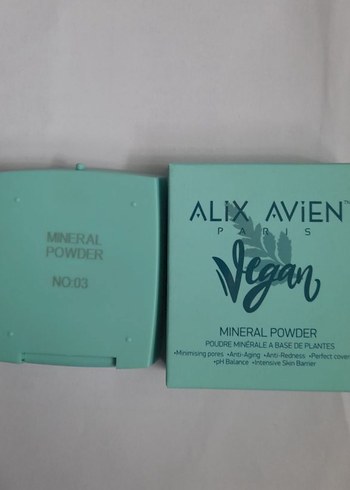 MINERAL
POWDER
NO:03
ALiX AViEN™
PARIS
Vegan
MINERAL POWDER
POUDRE MINÉRALE A BASE DE PLANTES
•Minimising pores •Anti-Aging •Anti-Redness •Perfect cover
•pH Balance •Intensive Skin Barrier